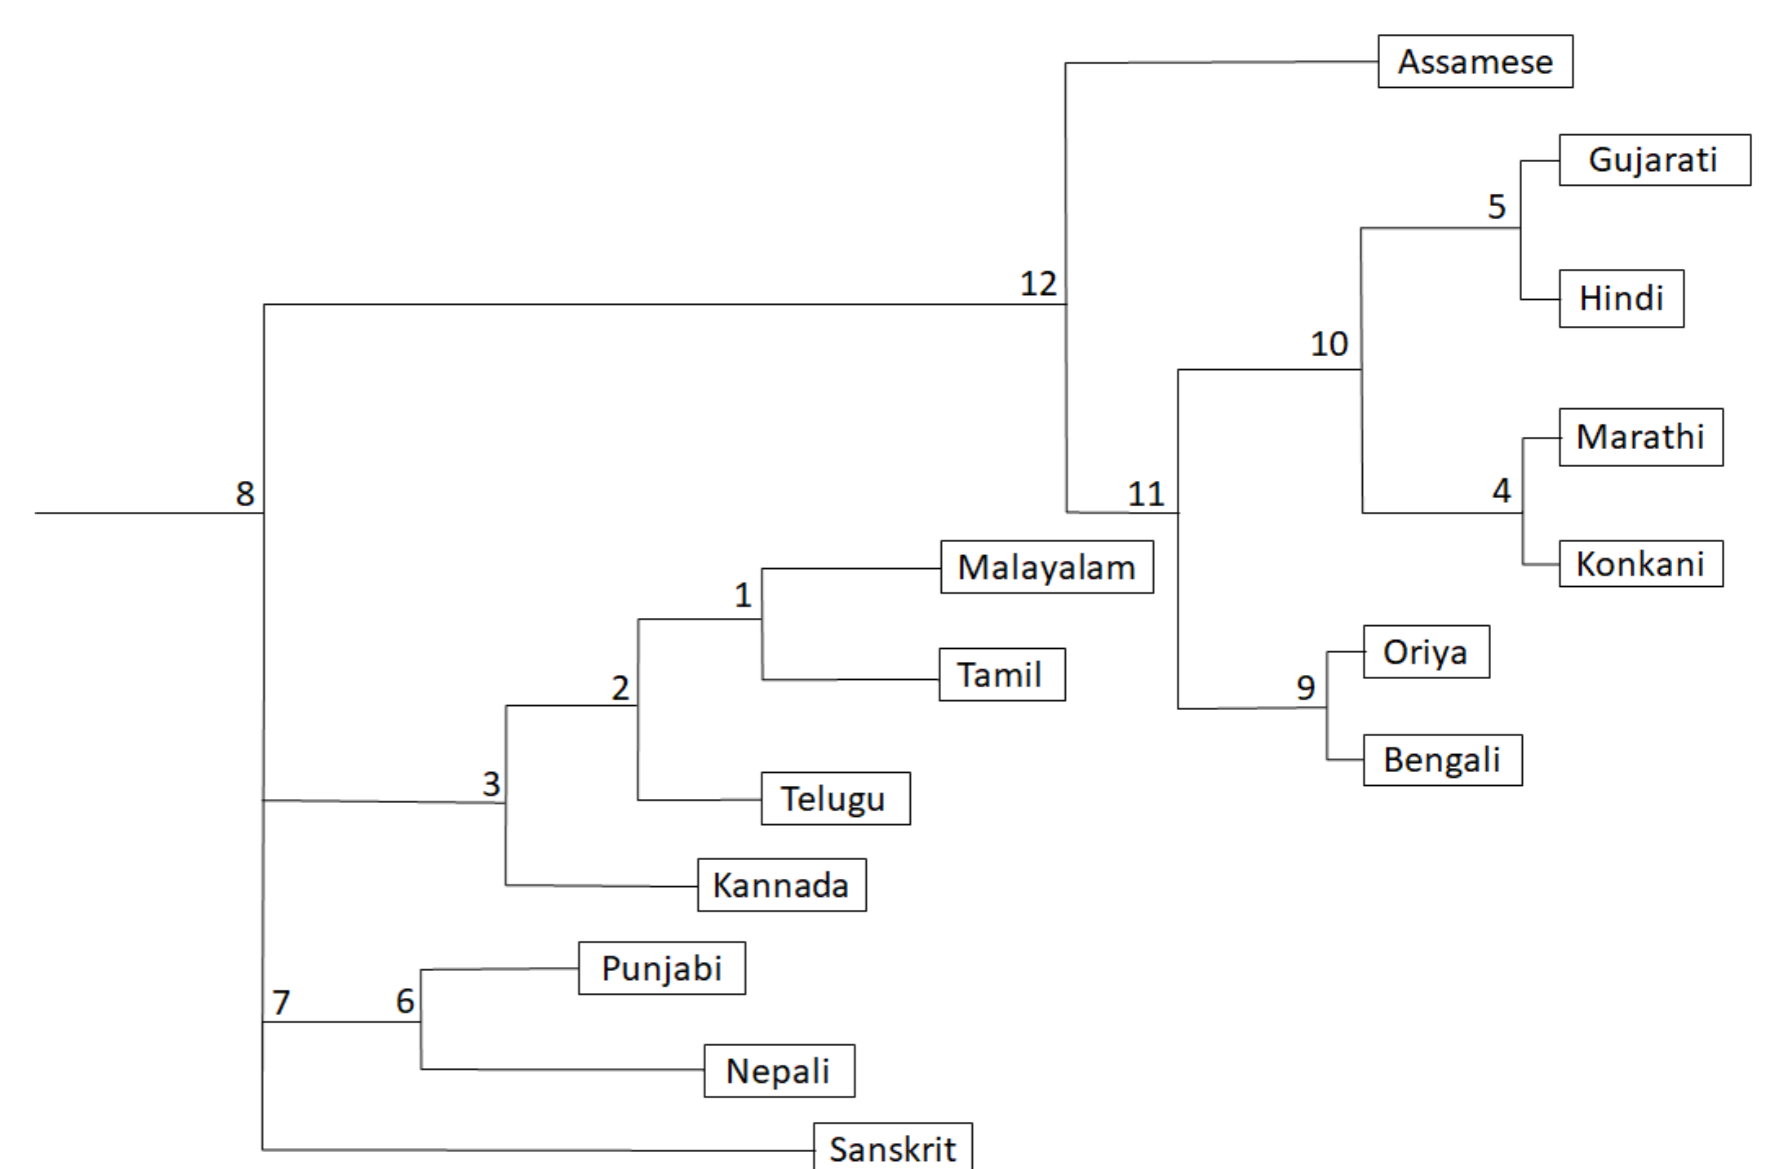 Assamese
Gujarati
5
Hindi
12
10
Marathi
4
8
11
Konkani
Malayalam
1
Oriya
Tamil
2
9
Bengali
3
Telugu
Kannada
Punjabi
7
6
Nepali
Sanskrit